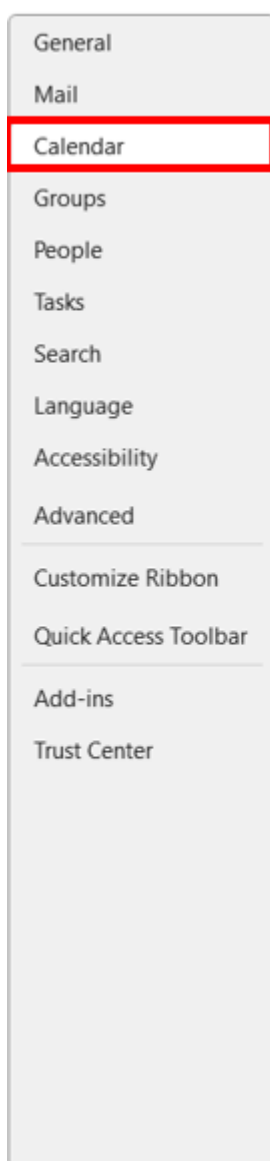 General
Mail
Calendar
Groups
People
Tasks
Search
Language
Accessibility
Advanced
Customize Ribbon
Quick Access Toolbar
Add-ins
Trust Center